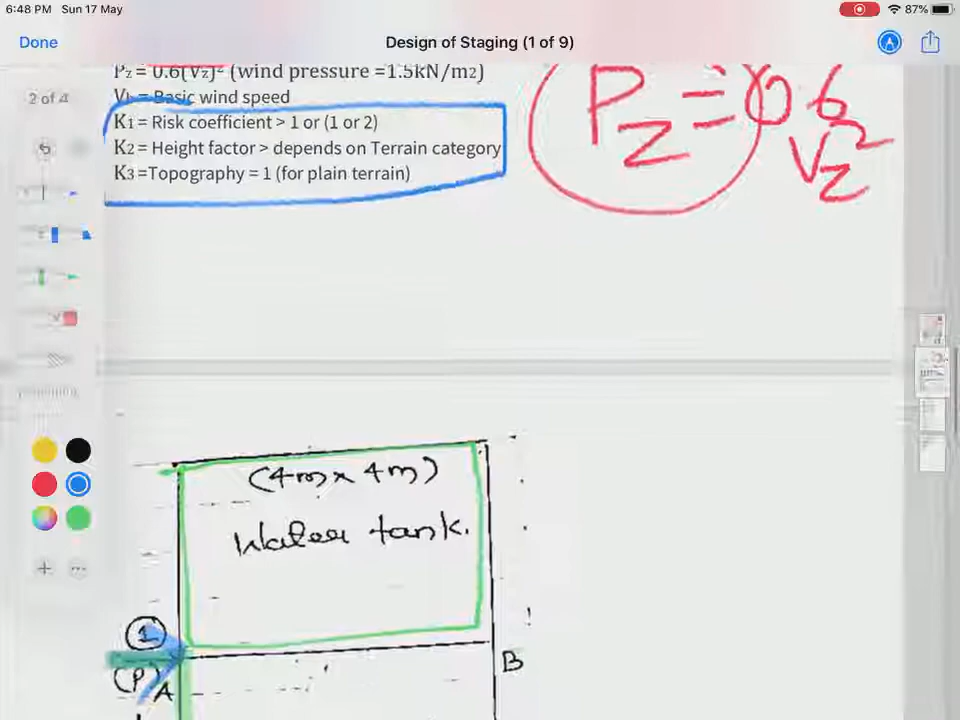 6:48 PM Sun 17 May
87%
Done
Design of Staging (1 of 9)
2 of 4
Pz = 0.6(Vz)² (wind pressure =1.5kN/m2)
Vb = Basic wind speed
K1 = Risk coefficient > 1 or (1 or 2)
K2 = Height factor > depends on Terrain category
K3 =Topography = 1 (for plain terrain)
Pz = 0.6
Vz²
(4m x 4m)
Water tank.
1
(P) A
B